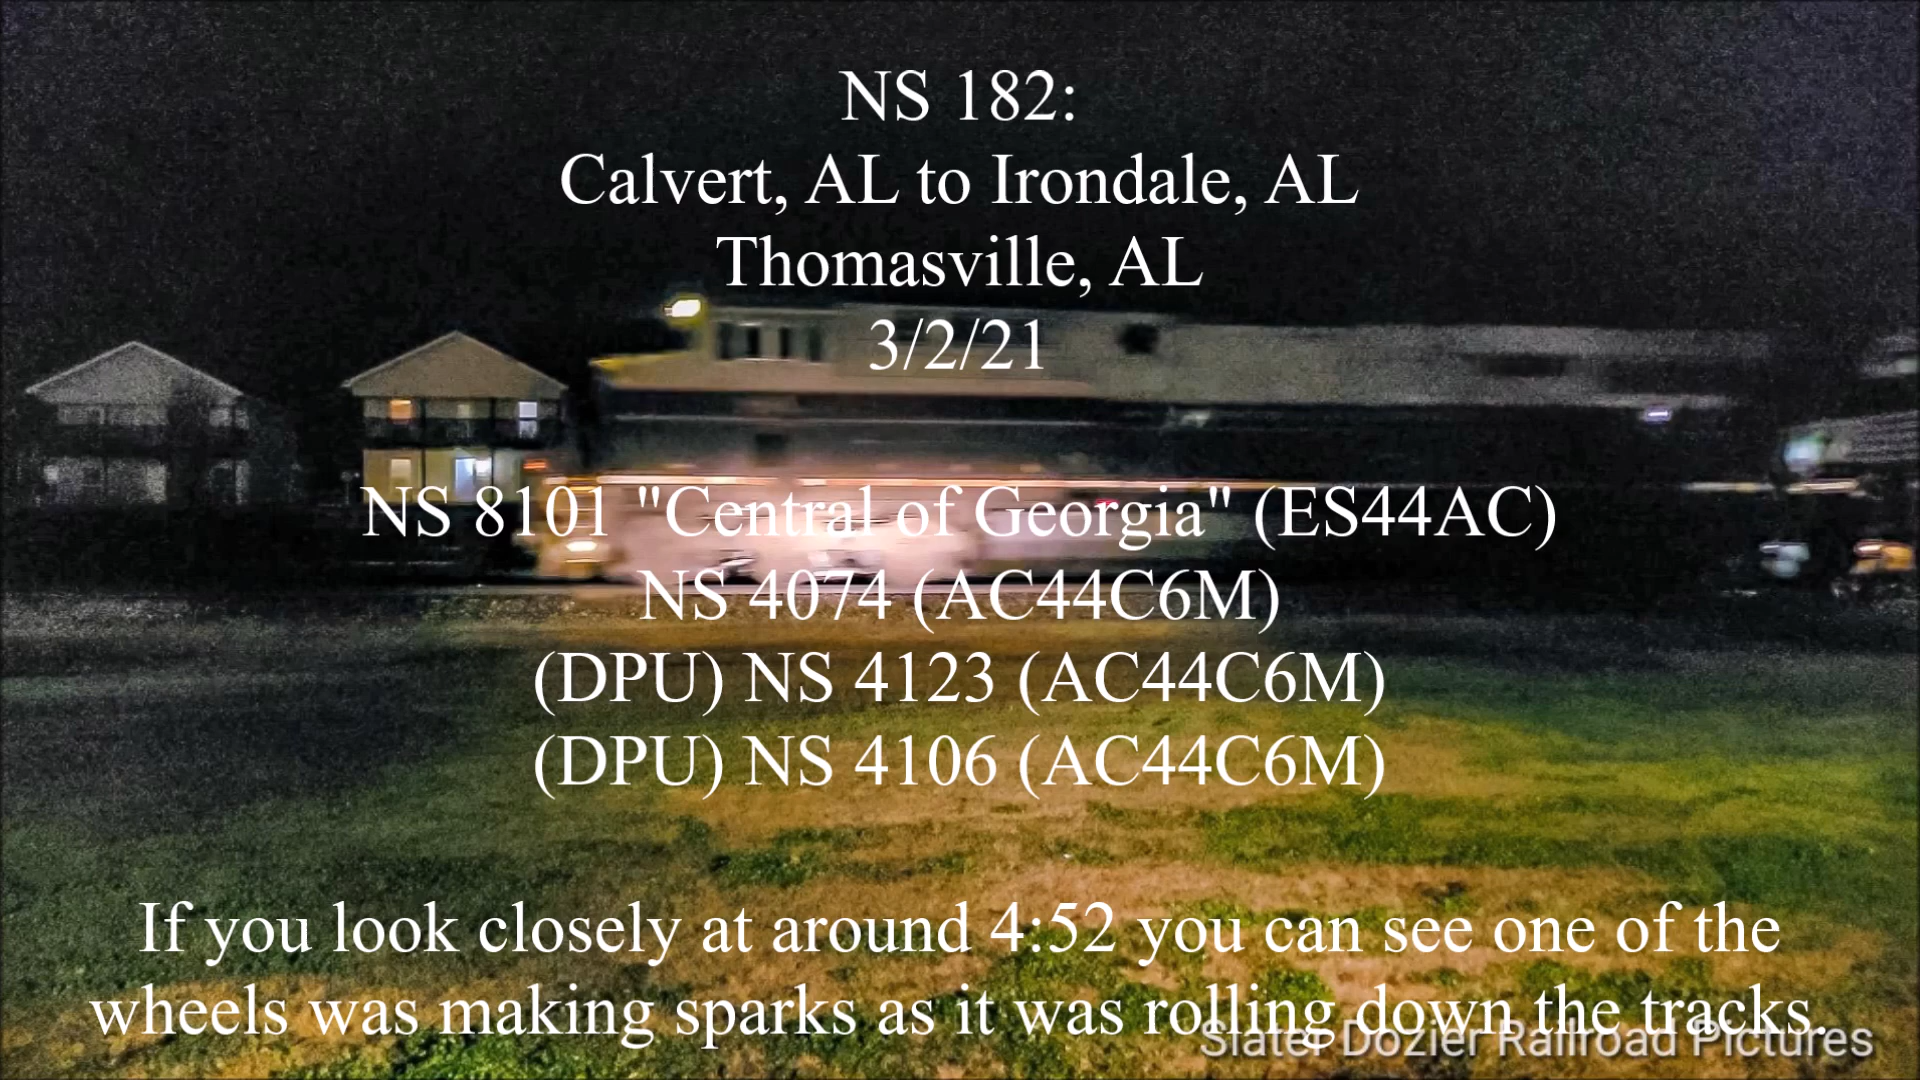 NS 182:
Calvert, AL to Irondale, AL
Thomasville, AL
3/2/21
NS 8101 "Central of Georgia" (ES44AC)
NS 4074 (AC44C6M)
(DPU) NS 4123 (AC44C6M)
(DPU) NS 4106 (AC44C6M)
If you look closely at around 4:52 you can see one of the
wheels was making sparks as it was rolling down the tracks.
Slater Dozier Railroad Pictures